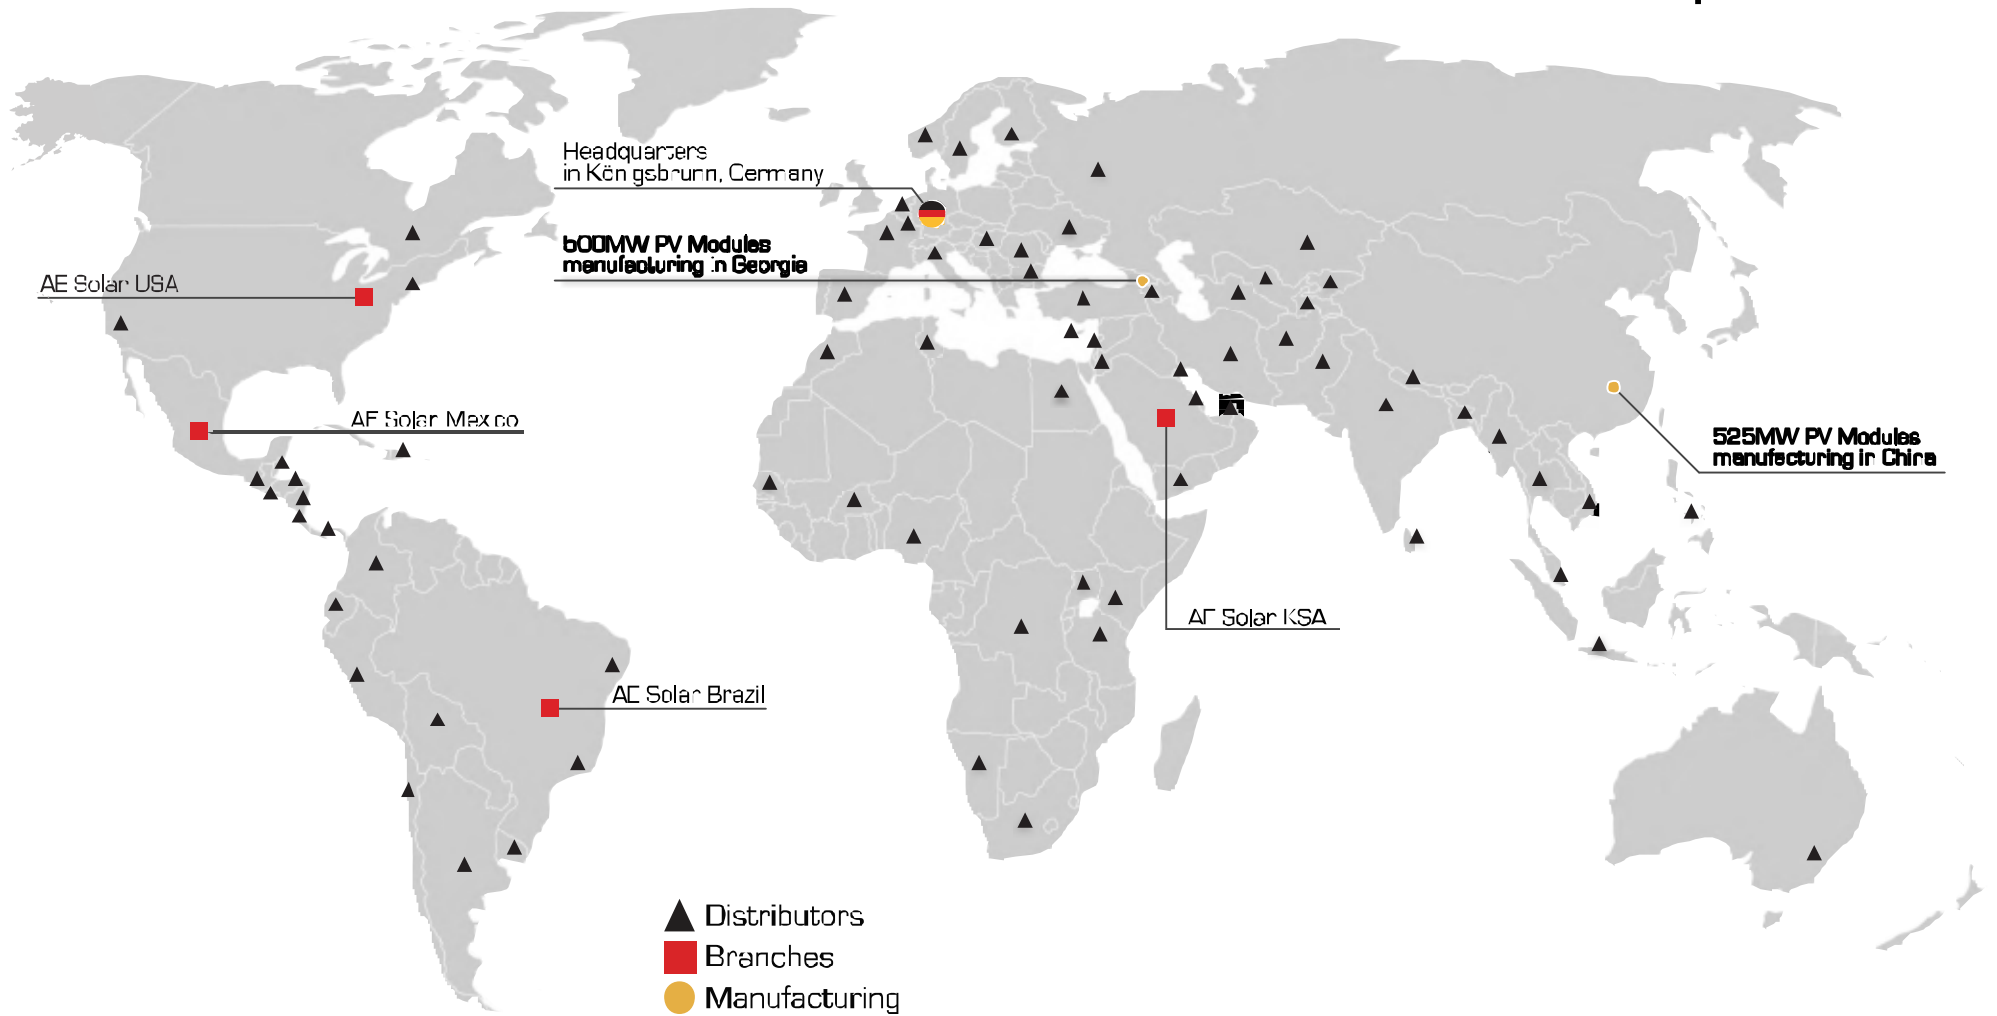 Headquarters
in Königsbrunn, Germany
500MW PV Modules
manufacturing in Georgia
AE Solar USA
AE Solar Mexico
525MW PV Modules
manufacturing in China
AE Solar KSA
AE Solar Brazil
Distributors
Branches
Manufacturing